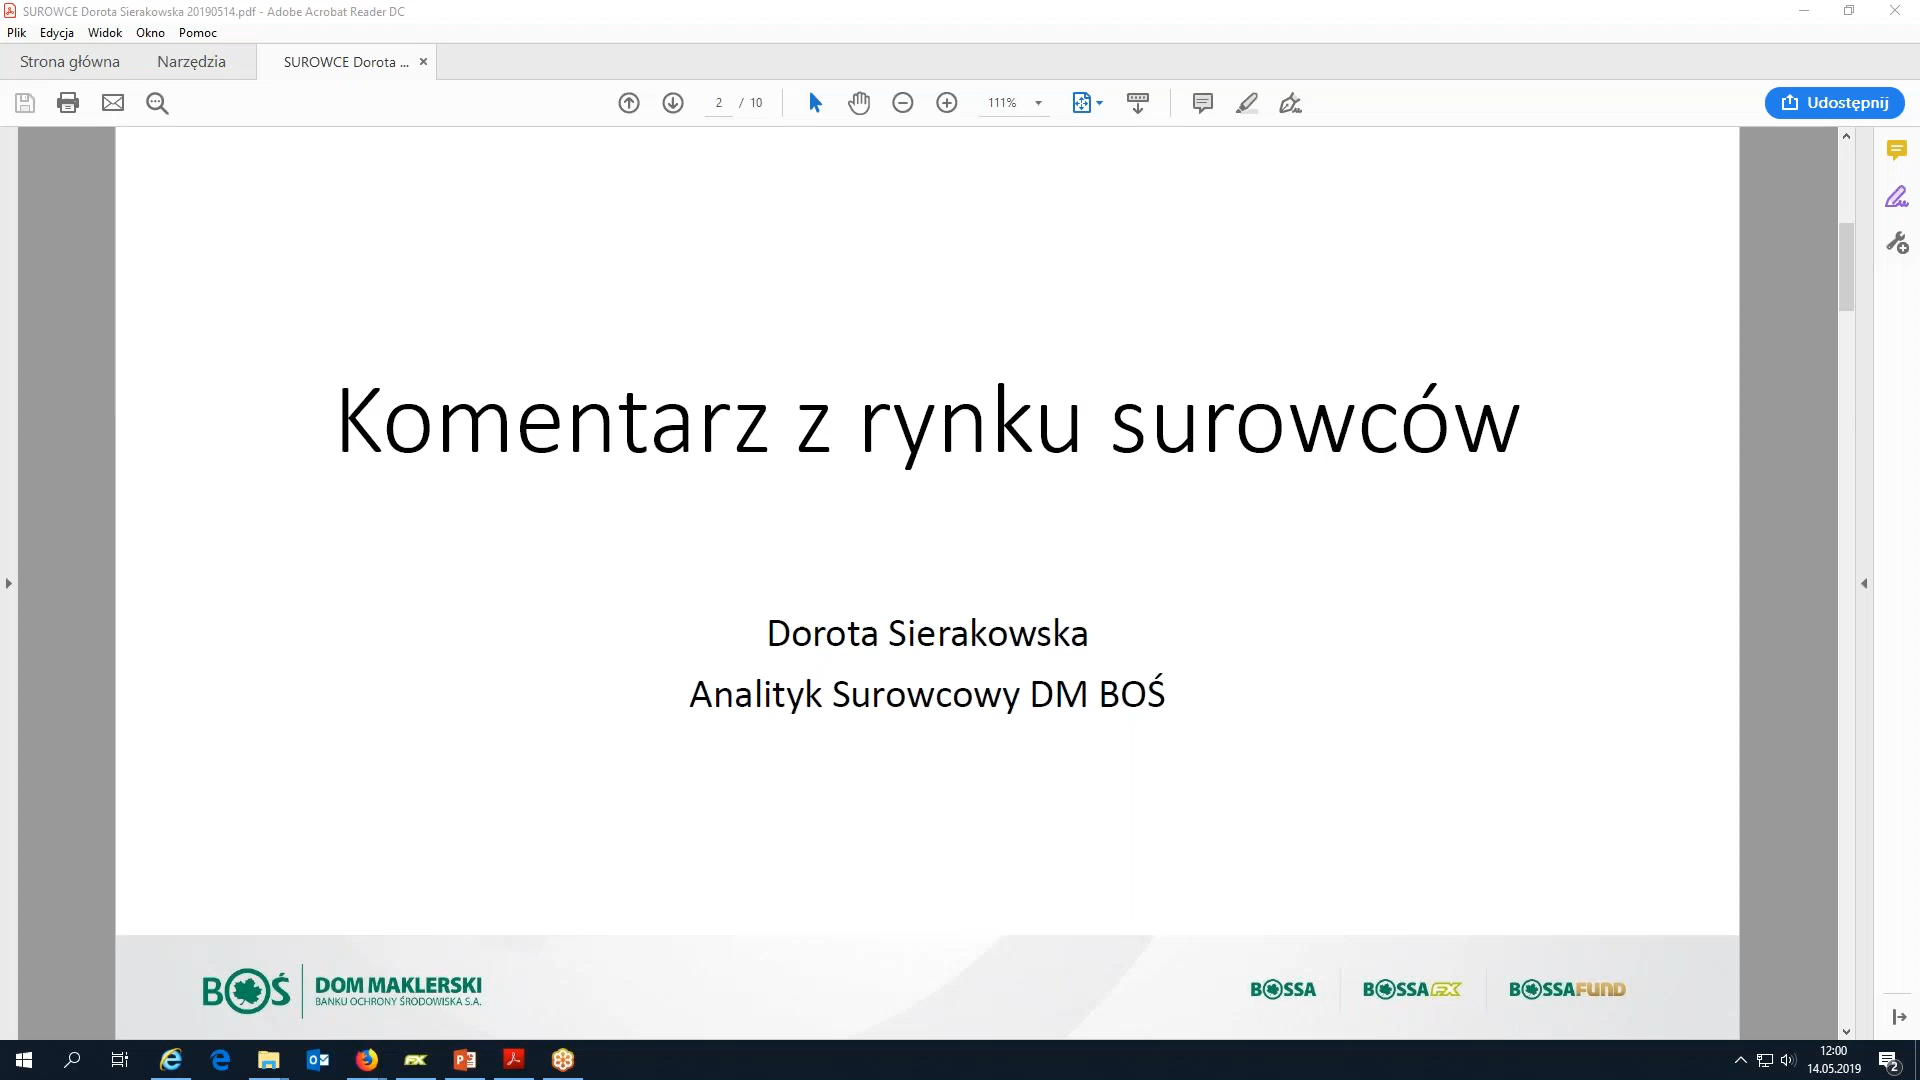 SUROWCE Dorota Sierakowska 20190514.pdf - Adobe Acrobat Reader DC
Plik Edycja Widok Okno Pomoc
Strona główna Narzędzia SUROWCE Dorota ... ×
2 / 10 111% Udostępnij
Komentarz z rynku surowców
Dorota Sierakowska
Analityk Surowcowy DM BOŚ
BOŚ DOM MAKLERSKI
BANKU OCHRONY ŚRODOWISKA S.A.
BOSSA BOSSAFX BOSSAFUND
12:00
14.05.2019
2